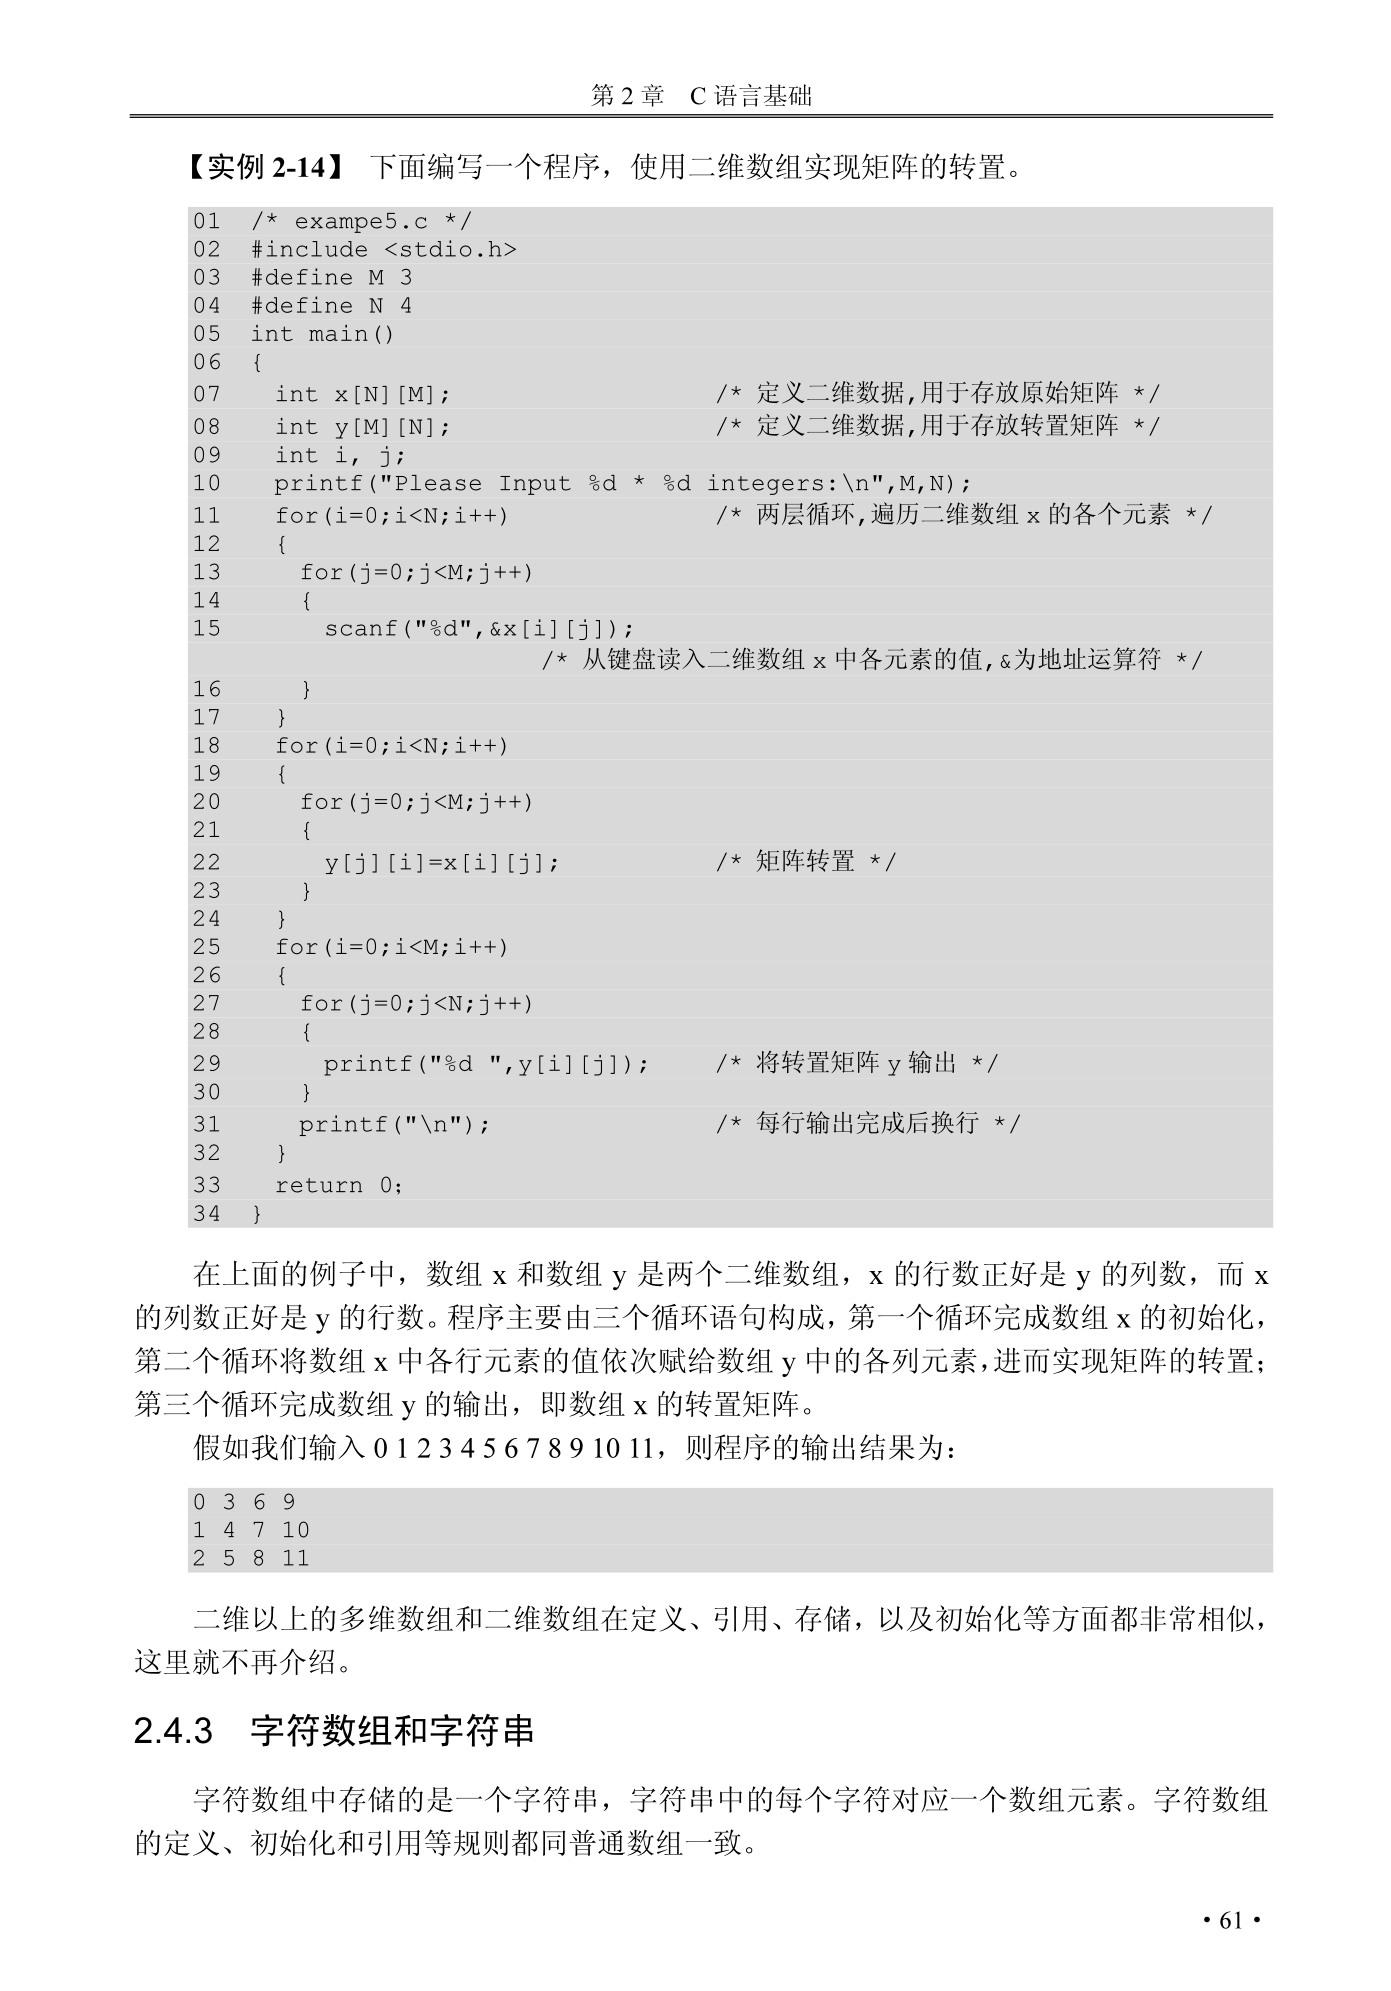 第 2 章　C 语言基础
【实例 2-14】 下面编写一个程序，使用二维数组实现矩阵的转置。
01  /* exampe5.c */
02  #include <stdio.h>
03  #define M 3
04  #define N 4
05  int main()
06  {
07    int x[N][M];    /* 定义二维数据,用于存放原始矩阵 */
08    int y[M][N];    /* 定义二维数据,用于存放转置矩阵 */
09    int i, j;
10    printf("Please Input %d * %d integers:\n",M,N);
11    for(i=0;i<N;i++)    /* 两层循环,遍历二维数组 x 的各个元素 */
12    {
13      for(j=0;j<M;j++)
14      {
15        scanf("%d",&x[i][j]);
/* 从键盘读入二维数组 x 中各元素的值,&为地址运算符 */
16      }
17    }
18    for(i=0;i<N;i++)
19    {
20      for(j=0;j<M;j++)
21      {
22        y[j][i]=x[i][j];    /* 矩阵转置 */
23      }
24    }
25    for(i=0;i<M;i++)
26    {
27      for(j=0;j<N;j++)
28      {
29        printf("%d ",y[i][j]);    /* 将转置矩阵 y 输出 */
30      }
31      printf("\n");    /* 每行输出完成后换行 */
32    }
33    return 0;
34  }
在上面的例子中，数组 x 和数组 y 是两个二维数组，x 的行数正好是 y 的列数，而 x
的列数正好是 y 的行数。程序主要由三个循环语句构成，第一个循环完成数组 x 的初始化，
第二个循环将数组 x 中各行元素的值依次赋给数组 y 中的各列元素，进而实现矩阵的转置；
第三个循环完成数组 y 的输出，即数组 x 的转置矩阵。
假如我们输入 0 1 2 3 4 5 6 7 8 9 10 11，则程序的输出结果为：
0 3 6 9
1 4 7 10
2 5 8 11
二维以上的多维数组和二维数组在定义、引用、存储，以及初始化等方面都非常相似，
这里就不再介绍。
2.4.3　字符数组和字符串
字符数组中存储的是一个字符串，字符串中的每个字符对应一个数组元素。字符数组
的定义、初始化和引用等规则都同普通数组一致。
·61·